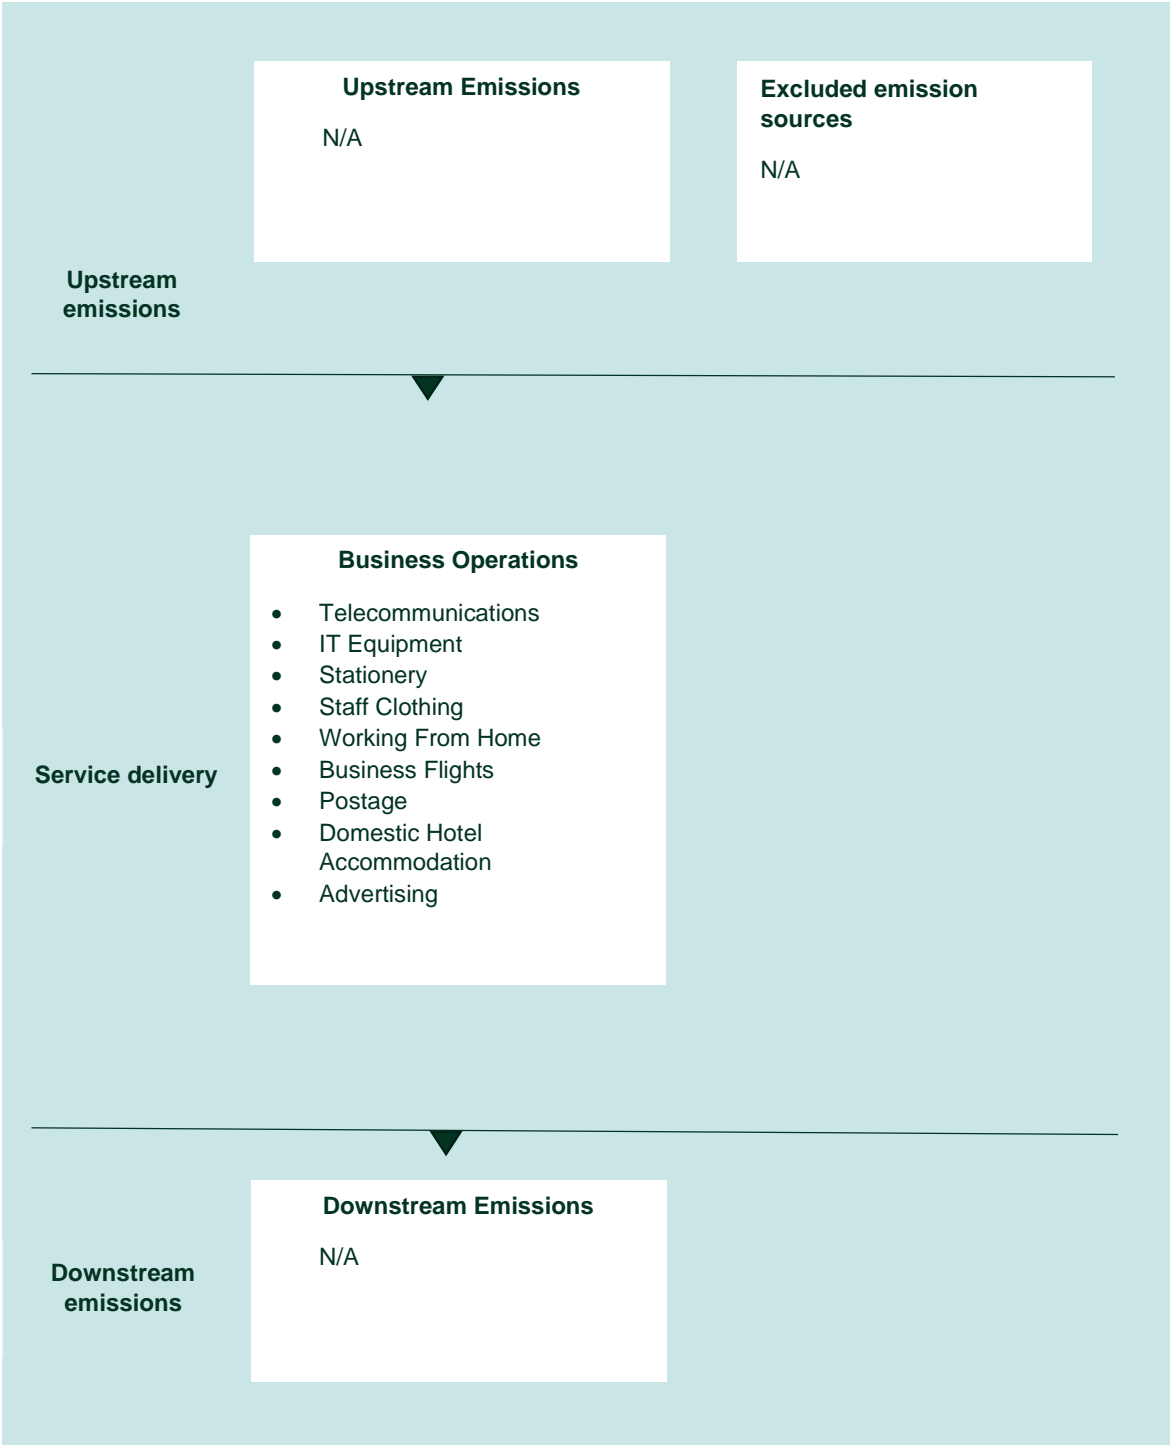 Upstream Emissions
N/A
Excluded emission
sources
N/A
Upstream
emissions
Business Operations
• Telecommunications
• IT Equipment
• Stationery
• Staff Clothing
• Working From Home
• Business Flights
• Postage
• Domestic Hotel
Accommodation
• Advertising
Service delivery
Downstream Emissions
N/A
Downstream
emissions